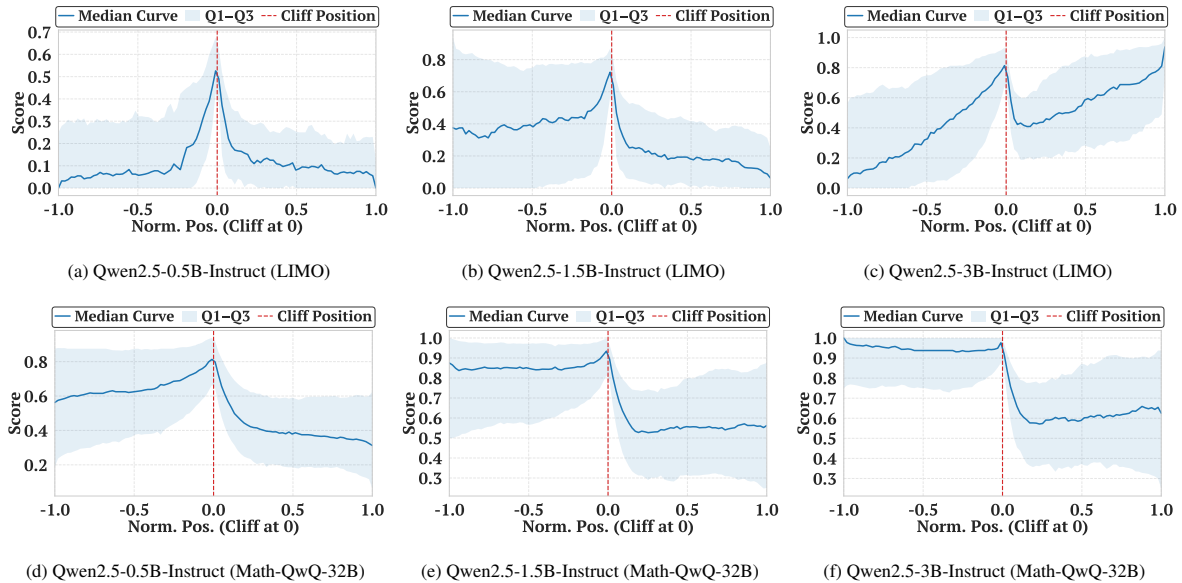 Median Curve Q1–Q3 Cliff Position
Score
0.7
0.6
0.5
0.4
0.3
0.2
0.1
0.0
-1.0 -0.5 0.0 0.5 1.0
Norm. Pos. (Cliff at 0)
(a) Qwen2.5-0.5B-Instruct (LIMO)
Median Curve Q1–Q3 Cliff Position
Score
0.8
0.6
0.4
0.2
0.0
-1.0 -0.5 0.0 0.5 1.0
Norm. Pos. (Cliff at 0)
(b) Qwen2.5-1.5B-Instruct (LIMO)
Median Curve Q1–Q3 Cliff Position
Score
1.0
0.8
0.6
0.4
0.2
0.0
-1.0 -0.5 0.0 0.5 1.0
Norm. Pos. (Cliff at 0)
(c) Qwen2.5-3B-Instruct (LIMO)
Median Curve Q1–Q3 Cliff Position
Score
0.8
0.6
0.4
0.2
-1.0 -0.5 0.0 0.5 1.0
Norm. Pos. (Cliff at 0)
(d) Qwen2.5-0.5B-Instruct (Math-QwQ-32B)
Median Curve Q1–Q3 Cliff Position
Score
1.0
0.9
0.8
0.7
0.6
0.5
0.4
0.3
-1.0 -0.5 0.0 0.5 1.0
Norm. Pos. (Cliff at 0)
(e) Qwen2.5-1.5B-Instruct (Math-QwQ-32B)
Median Curve Q1–Q3 Cliff Position
Score
1.0
0.9
0.8
0.7
0.6
0.5
0.4
0.3
-1.0 -0.5 0.0 0.5 1.0
Norm. Pos. (Cliff at 0)
(f) Qwen2.5-3B-Instruct (Math-QwQ-32B)